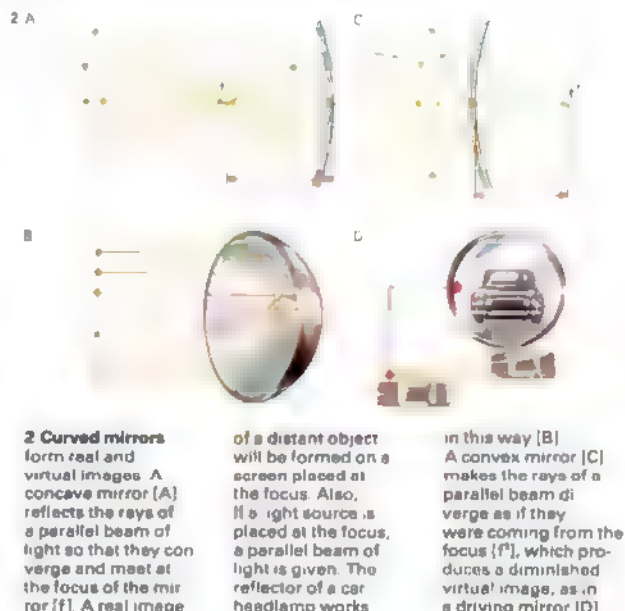 2 A
C
B
D
2 Curved mirrors
form real and
virtual images A
concave mirror [A]
reflects the rays of
a parallel beam of
light so that they con
verge and meet at
the focus of the mir
ror [f]. A real image
of a distant object
will be formed on a
screen placed at
the focus. Also,
if a light source is
placed at the focus,
a parallel beam of
light is given. The
reflector of a car
headlamp works
in this way [B]
A convex mirror [C]
makes the rays of a
parallel beam di
verge as if they
were coming from the
focus [f'], which pro-
duces a diminished
virtual image, as in
a driving mirror [D]